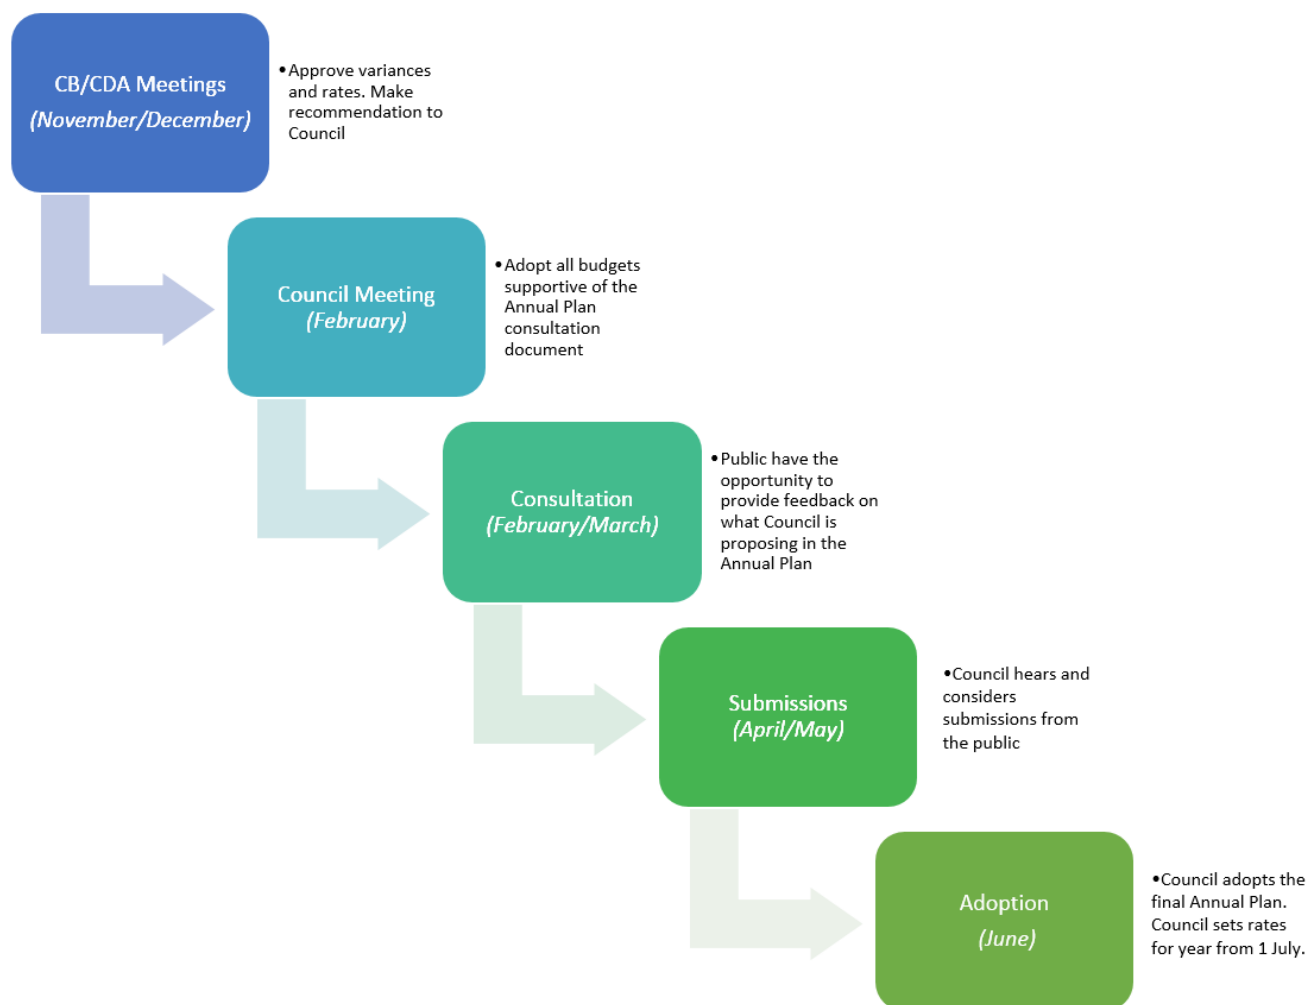 CB/CDA Meetings
(November/December)
•Approve variances
and rates. Make
recommendation to
Council
Council Meeting
(February)
•Adopt all budgets
supportive of the
Annual Plan
consultation
document
Consultation
(February/March)
•Public have the
opportunity to
provide feedback on
what Council is
proposing in the
Annual Plan
Submissions
(April/May)
•Council hears and
considers
submissions from
the public
Adoption
(June)
•Council adopts the
final Annual Plan.
Council sets rates
for year from 1 July.